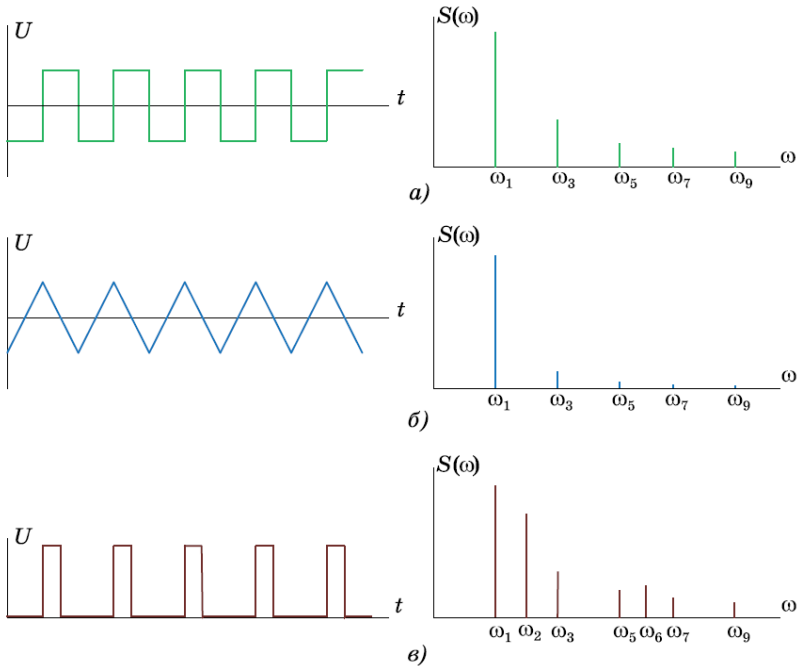 U
t
S(ω)
ω
ω₁ ω₃ ω₅ ω₇ ω₉
а)
U
t
S(ω)
ω
ω₁ ω₃ ω₅ ω₇ ω₉
б)
U
t
S(ω)
ω
ω₁ ω₂ ω₃ ω₅ ω₆ ω₇ ω₉
в)